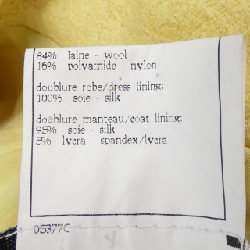 84% laine - wool
16% polyamide - nylon
doublure robe/dress lining:
100% soie - silk
doublure manteau/coat lining:
95% soie - silk
5% lycra spandex/lycra
05377C